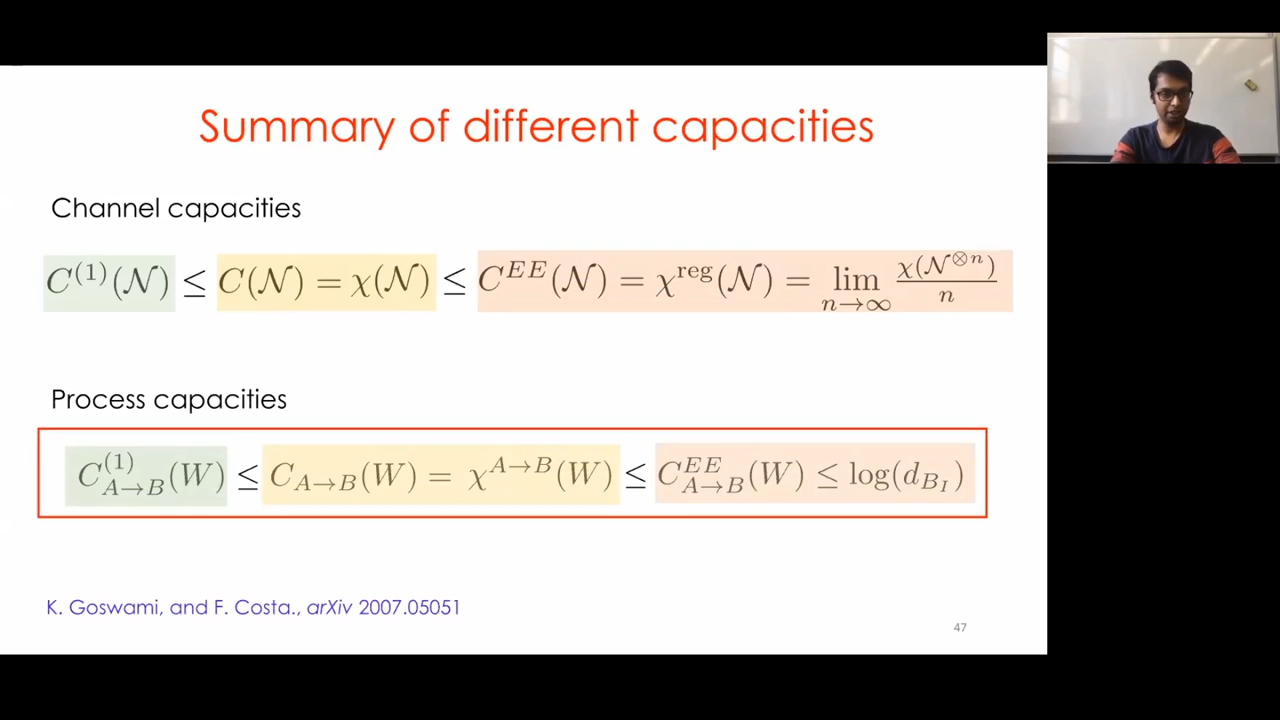 Summary of different capacities
Channel capacities
C^{(1)}(𝒩) ≤ C(𝒩) = χ(𝒩) ≤ C^{EE}(𝒩) = χ^{reg}(𝒩) = lim_{n→∞} χ(𝒩^{⊗n})/n
Process capacities
C^{(1)}_{A→B}(W) ≤ C_{A→B}(W) = χ^{A→B}(W) ≤ C^{EE}_{A→B}(W) ≤ log(d_{B_I})
K. Goswami, and F. Costa., arXiv 2007.05051
47